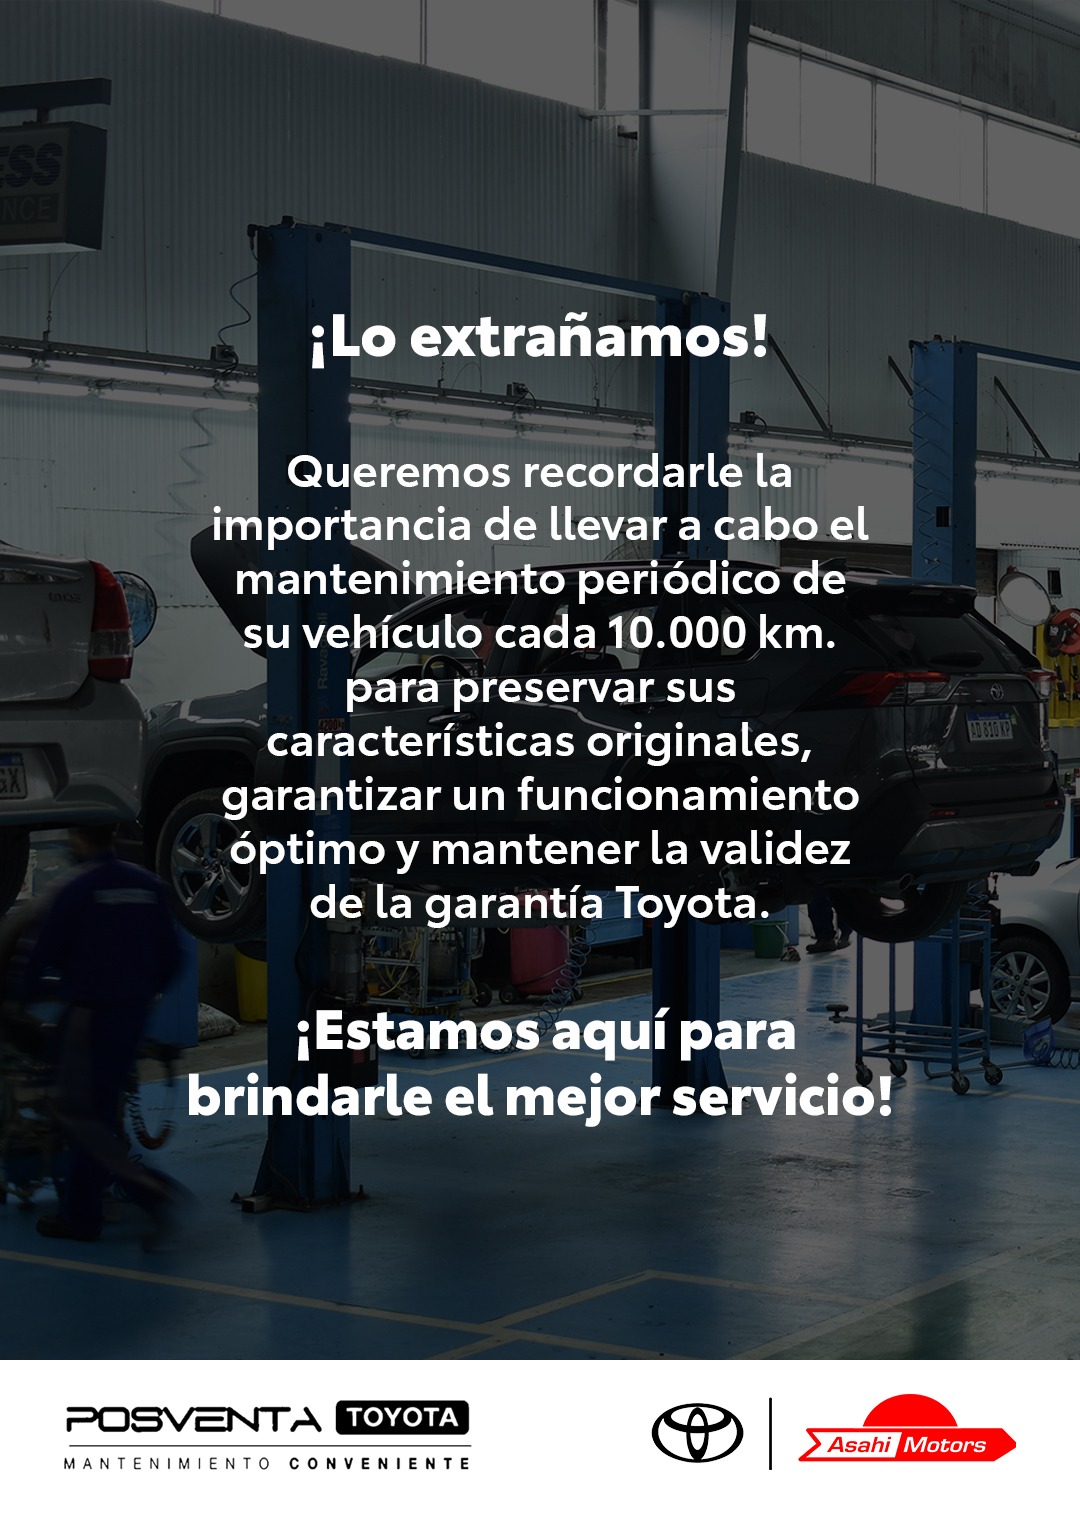 ESS
NCE
¡Lo extrañamos!
Queremos recordarle la
importancia de llevar a cabo el
mantenimiento periódico de
su vehículo cada 10.000 km.
para preservar sus
características originales,
garantizar un funcionamiento
óptimo y mantener la validez
de la garantía Toyota.
¡Estamos aquí para
brindarle el mejor servicio!
POSVENTA TOYOTA
MANTENIMIENTO CONVENIENTE
Asahi Motors